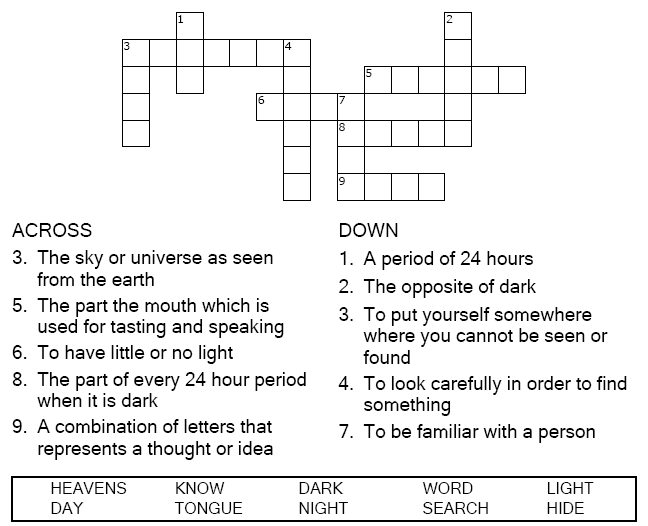 1
2
3
4
5
6
7
8
9
ACROSS
3. The sky or universe as seen
from the earth
5. The part the mouth which is
used for tasting and speaking
6. To have little or no light
8. The part of every 24 hour period
when it is dark
9. A combination of letters that
represents a thought or idea
DOWN
1. A period of 24 hours
2. The opposite of dark
3. To put yourself somewhere
where you cannot be seen or
found
4. To look carefully in order to find
something
7. To be familiar with a person
HEAVENS KNOW DARK WORD LIGHT
DAY TONGUE NIGHT SEARCH HIDE